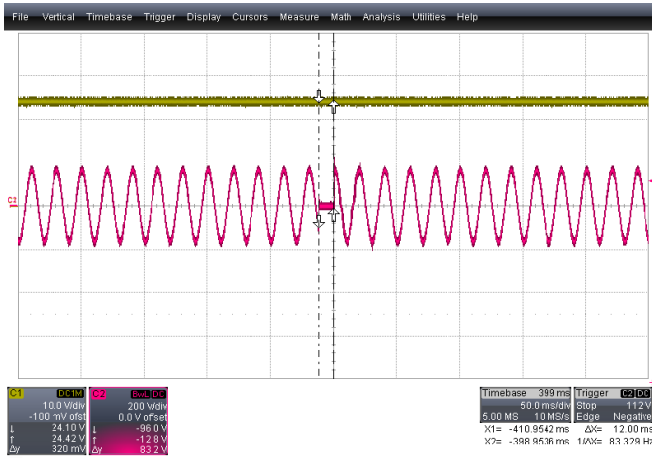 File Vertical Timebase Trigger Display Cursors Measure Math Analysis Utilities Help
C2
C1 DC1M
10.0 V/div
-100 mV ofst
↓ 24.10 V
↑ 24.42 V
Δy 320 mV
C2 BwL DC
200 V/div
0.0 V offset
↓ -96.0 V
↑ -12.8 V
Δy 83.2 V
Timebase 399 ms
50.0 ms/div
5.00 MS 10 MS/s
Trigger C2 DC
Stop 112 V
Edge Negative
X1= -410.9542 ms ΔX= 12.00 ms
X2= -398.9536 ms 1/ΔX= 83.329 Hz